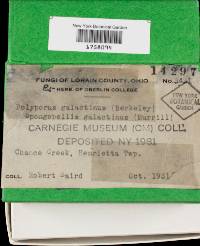 New York Botanical Garden
14297
FUNGI OF LORAIN COUNTY, OHIO No.
Ex- HERB. OF OBERLIN COLLEGE
NEW YORK BOTANICAL GARDEN
Polyporus galactinus (Berkeley)
Spongipellis galactinus (Murrill)
CARNEGIE MUSEUM (CM) COLL.
DEPOSITED NY 1981
Chance Creek, Henrietta Twp.
COLL. Robert Baird Oct. 1931